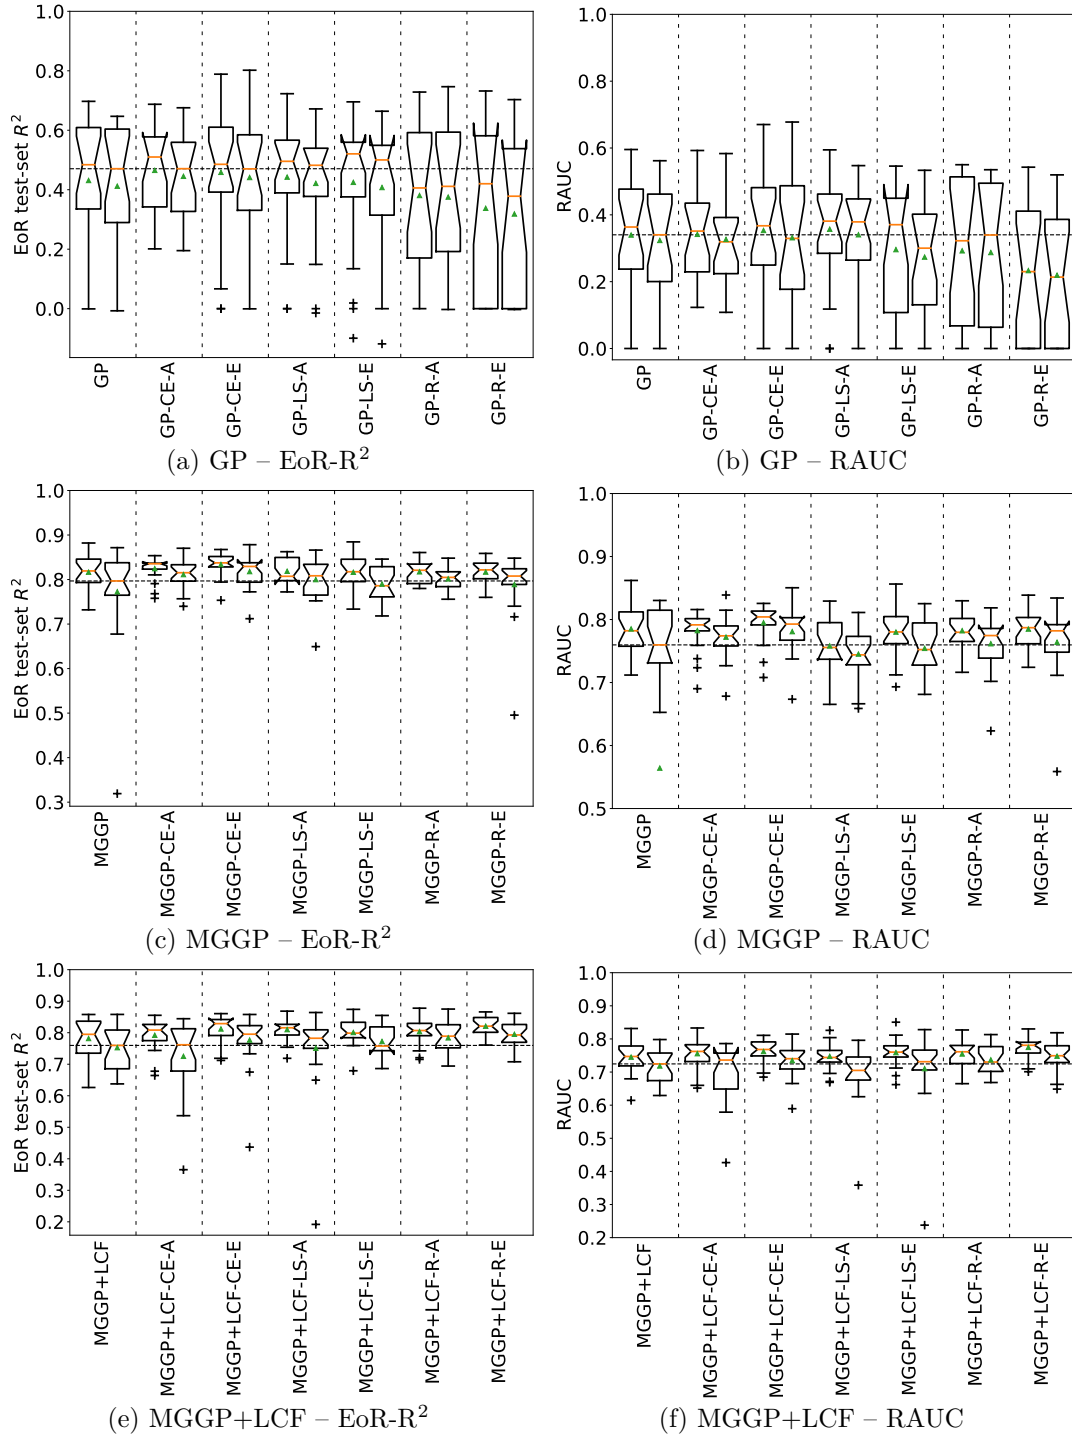 1.0
0.8
0.6
0.4
0.2
0.0
EoR test-set R²
GP
GP-CE-A
GP-CE-E
GP-LS-A
GP-LS-E
GP-R-A
GP-R-E
(a) GP – EoR-R²
1.0
0.8
0.6
0.4
0.2
0.0
RAUC
GP
GP-CE-A
GP-CE-E
GP-LS-A
GP-LS-E
GP-R-A
GP-R-E
(b) GP – RAUC
1.0
0.9
0.8
0.7
0.6
0.5
0.4
0.3
EoR test-set R²
MGGP
MGGP-CE-A
MGGP-CE-E
MGGP-LS-A
MGGP-LS-E
MGGP-R-A
MGGP-R-E
(c) MGGP – EoR-R²
1.0
0.9
0.8
0.7
0.6
0.5
RAUC
MGGP
MGGP-CE-A
MGGP-CE-E
MGGP-LS-A
MGGP-LS-E
MGGP-R-A
MGGP-R-E
(d) MGGP – RAUC
1.0
0.9
0.8
0.7
0.6
0.5
0.4
0.3
0.2
EoR test-set R²
MGGP+LCF
MGGP+LCF-CE-A
MGGP+LCF-CE-E
MGGP+LCF-LS-A
MGGP+LCF-LS-E
MGGP+LCF-R-A
MGGP+LCF-R-E
(e) MGGP+LCF – EoR-R²
1.0
0.9
0.8
0.7
0.6
0.5
0.4
0.3
0.2
RAUC
MGGP+LCF
MGGP+LCF-CE-A
MGGP+LCF-CE-E
MGGP+LCF-LS-A
MGGP+LCF-LS-E
MGGP+LCF-R-A
MGGP+LCF-R-E
(f) MGGP+LCF – RAUC